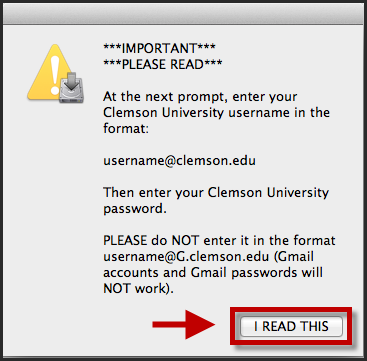 ***IMPORTANT***
***PLEASE READ***
At the next prompt, enter your
Clemson University username in the
format:
username@clemson.edu
Then enter your Clemson University
password.
PLEASE do NOT enter it in the format
username@G.clemson.edu (Gmail
accounts and Gmail passwords will
NOT work).
I READ THIS